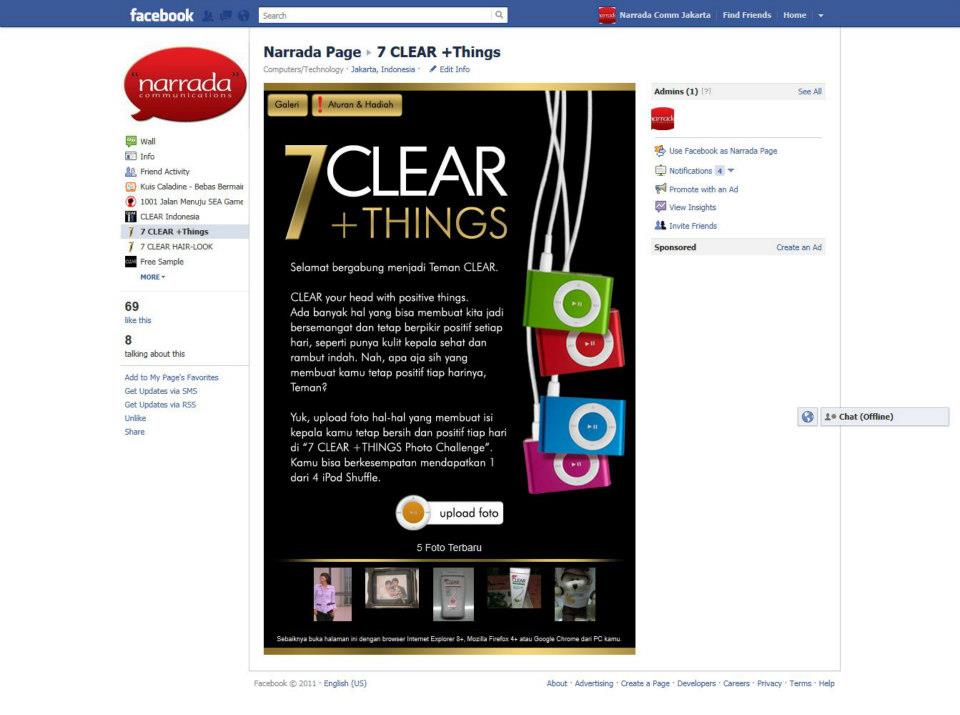 facebook
Search
Narrada Comm Jakarta
Find Friends
Home
narrada
communications
Wall
Info
Friend Activity
Kuis Caladine - Bebas Bermain
1001 Jalan Menuju SEA Game
CLEAR Indonesia
7 CLEAR +Things
7 CLEAR HAIR-LOOK
Free Sample
MORE
69
like this
8
talking about this
Add to My Page's Favorites
Get Updates via SMS
Get Updates via RSS
Unlike
Share
Narrada Page ▸ 7 CLEAR +Things
Computers/Technology · Jakarta, Indonesia · Edit Info
Galeri
! Aturan & Hadiah
7 CLEAR
+THINGS
Selamat bergabung menjadi Teman CLEAR.
CLEAR your head with positive things.
Ada banyak hal yang bisa membuat kita jadi
bersemangat dan tetap berpikir positif setiap
hari, seperti punya kulit kepala sehat dan
rambut indah. Nah, apa aja sih yang
membuat kamu tetap positif tiap harinya,
Teman?
Yuk, upload foto hal-hal yang membuat isi
kepala kamu tetap bersih dan positif tiap hari
di "7 CLEAR +THINGS Photo Challenge".
Kamu bisa berkesempatan mendapatkan 1
dari 4 iPod Shuffle.
upload foto
5 Foto Terbaru
Sebaiknya buka halaman ini dengan browser Internet Explorer 8+, Mozilla Firefox 4+ atau Google Chrome dari PC kamu.
Admins (1) [?]
See All
narrada
Use Facebook as Narrada Page
Notifications 4
Promote with an Ad
View Insights
Invite Friends
Sponsored
Create an Ad
Chat (Offline)
Facebook © 2011 · English (US)
About · Advertising · Create a Page · Developers · Careers · Privacy · Terms · Help